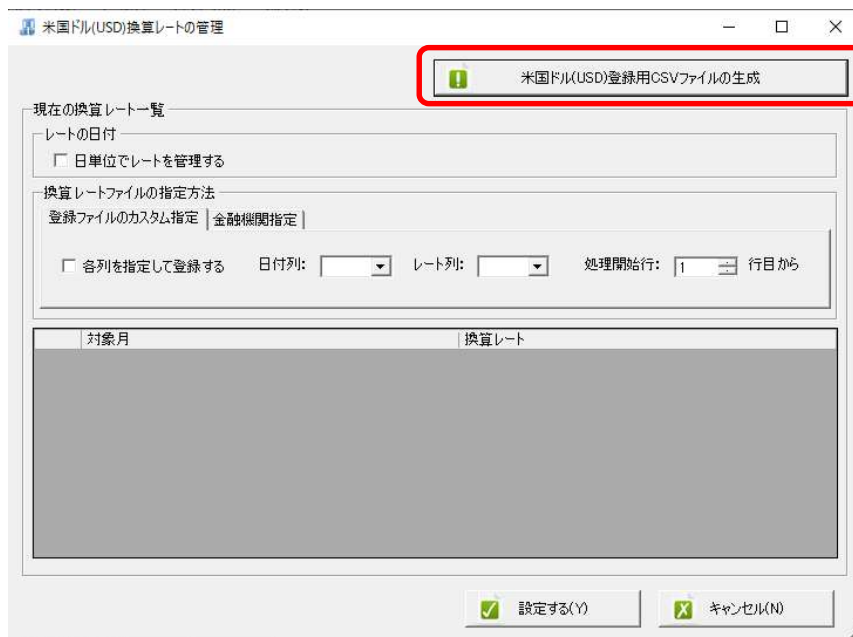 米国ドル(USD)換算レートの管理
米国ドル(USD)登録用CSVファイルの生成
現在の換算レート一覧
レートの日付
日単位でレートを管理する
換算レートファイルの指定方法
登録ファイルのカスタム指定 金融機関指定
各列を指定して登録する 日付列: レート列: 処理開始行: 1 行目から
対象月 換算レート
設定する(Y) キャンセル(N)